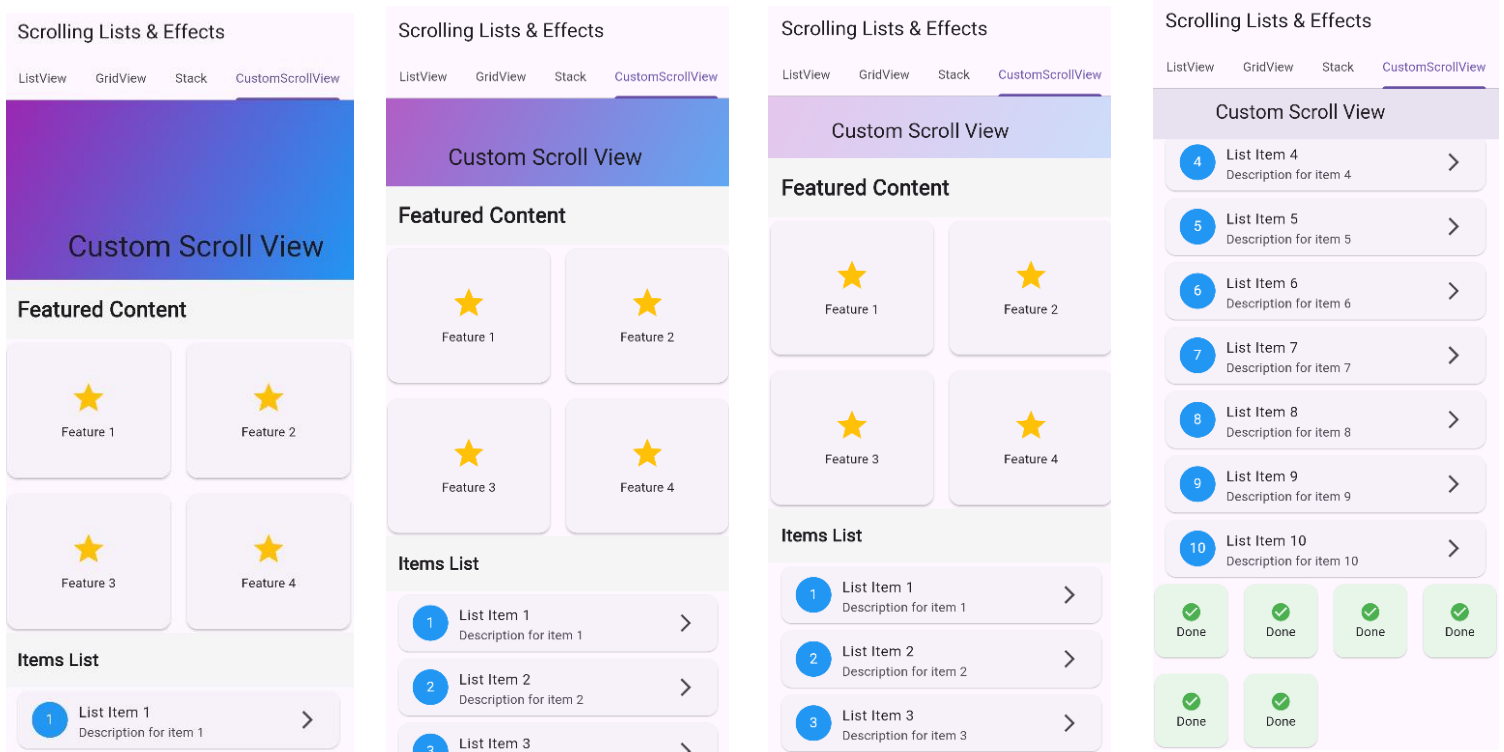 Scrolling Lists & Effects
ListView GridView Stack CustomScrollView
Custom Scroll View
Featured Content
Feature 1 Feature 2
Feature 3 Feature 4
Items List
1 List Item 1
Description for item 1
Scrolling Lists & Effects
ListView GridView Stack CustomScrollView
Custom Scroll View
Featured Content
Feature 1 Feature 2
Feature 3 Feature 4
Items List
1 List Item 1
Description for item 1
2 List Item 2
Description for item 2
3 List Item 3
Scrolling Lists & Effects
ListView GridView Stack CustomScrollView
Custom Scroll View
Featured Content
Feature 1 Feature 2
Feature 3 Feature 4
Items List
1 List Item 1
Description for item 1
2 List Item 2
Description for item 2
3 List Item 3
Description for item 3
Scrolling Lists & Effects
ListView GridView Stack CustomScrollView
Custom Scroll View
4 List Item 4
Description for item 4
5 List Item 5
Description for item 5
6 List Item 6
Description for item 6
7 List Item 7
Description for item 7
8 List Item 8
Description for item 8
9 List Item 9
Description for item 9
10 List Item 10
Description for item 10
Done Done Done Done
Done Done